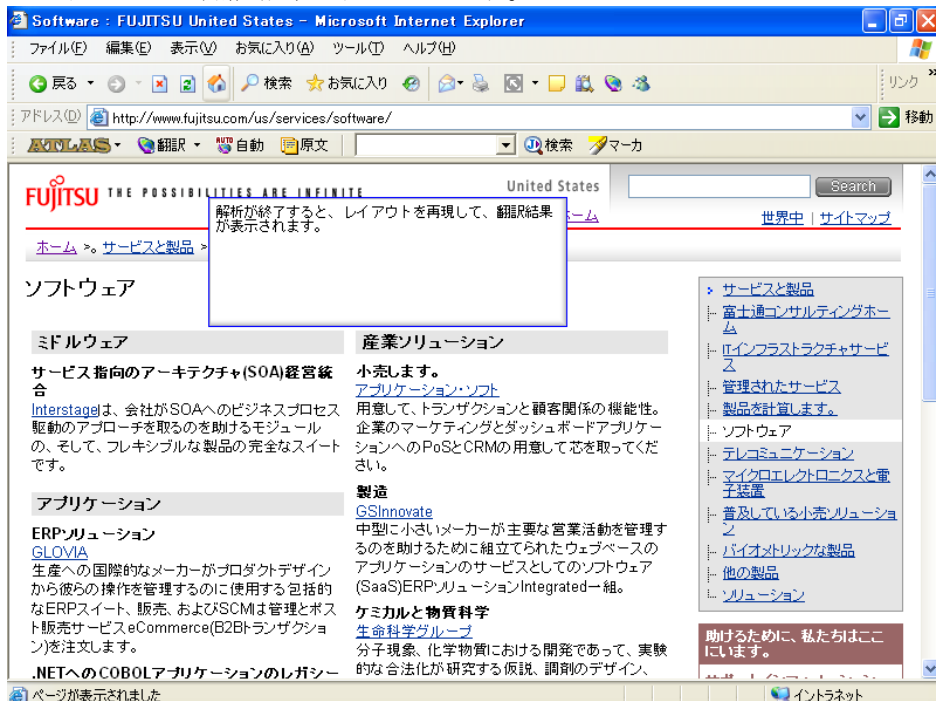 Software : FUJITSU United States - Microsoft Internet Explorer
ファイル(F) 編集(E) 表示(V) お気に入り(A) ツール(T) ヘルプ(H)
戻る 検索 お気に入り リンク
アドレス(D) http://www.fujitsu.com/us/services/software/ 移動
ATLAS 翻訳 自動 原文 検索 マーカ
FUJITSU THE POSSIBILITIES ARE INFINITE United States Search
ホーム 世界中 | サイトマップ
ホーム >。 サービスと製品 >
解析が終了すると、レイアウトを再現して、翻訳結果
が表示されます。
ソフトウェア
ミドルウェア
サービス指向のアーキテクチャ(SOA)経営統
合
Interstageは、会社がSOAへのビジネスプロセス
駆動のアプローチを取るのを助けるモジュール
の、そして、フレキシブルな製品の完全なスイート
です。
アプリケーション
ERPソリューション
GLOVIA
生産への国際的なメーカーがプロダクトデザイン
から彼らの操作を管理するのに使用する包括的
なERPスイート、販売、およびSCMは管理とポス
ト販売サービスeCommerce(B2Bトランザクショ
ン)を注文します。
.NETへのCOBOLアプリケーションのレガシー
産業ソリューション
小売します。
アプリケーション・ソフト
用意して、トランザクションと顧客関係の機能性。
企業のマーケティングとダッシュボードアプリケー
ションへのPoSとCRMの用意して芯を取ってくだ
さい。
製造
GSInnovate
中型に小さいメーカーが主要な営業活動を管理す
るのを助けるために組立てられたウェブベースの
アプリケーションのサービスとしてのソフトウェア
(SaaS)ERPソリューションIntegrated→組。
ケミカルと物質科学
生命科学グループ
分子現象、化学物質における開発であって、実験
的な合法化が研究する仮説、調剤のデザイン、
サービスと製品
富士通コンサルティングホー
ム
ITインフラストラクチャサービ
ス
管理されたサービス
製品を計算します。
ソフトウェア
テレコミュニケーション
マイクロエレクトロニクスと電
子装置
普及している小売ソリューショ
ン
バイオメトリックな製品
他の製品
ソリューション
助けるために、私たちはここ
にいます。
ページが表示されました イントラネット